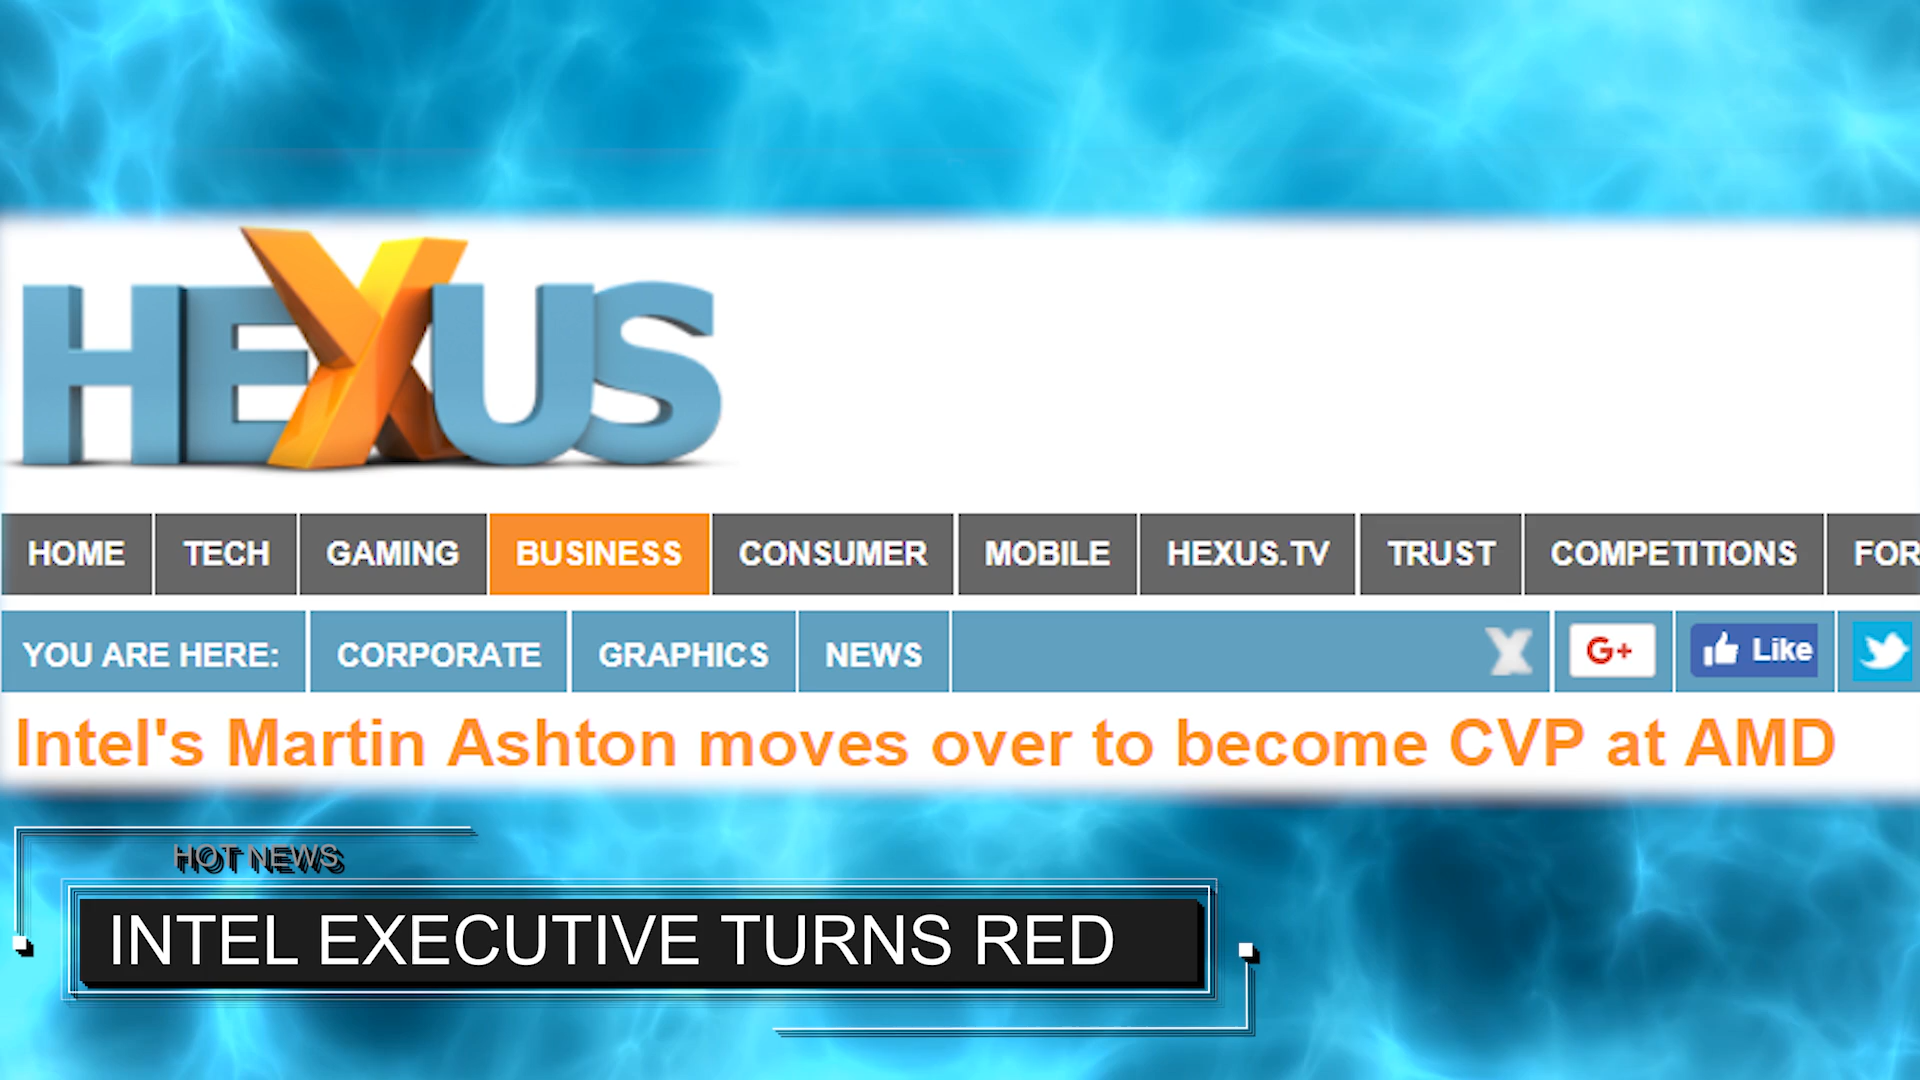 HEXUS
HOME TECH GAMING BUSINESS CONSUMER MOBILE HEXUS.TV TRUST COMPETITIONS FOR
YOU ARE HERE: CORPORATE GRAPHICS NEWS X G+ Like
Intel's Martin Ashton moves over to become CVP at AMD
HOT NEWS
INTEL EXECUTIVE TURNS RED